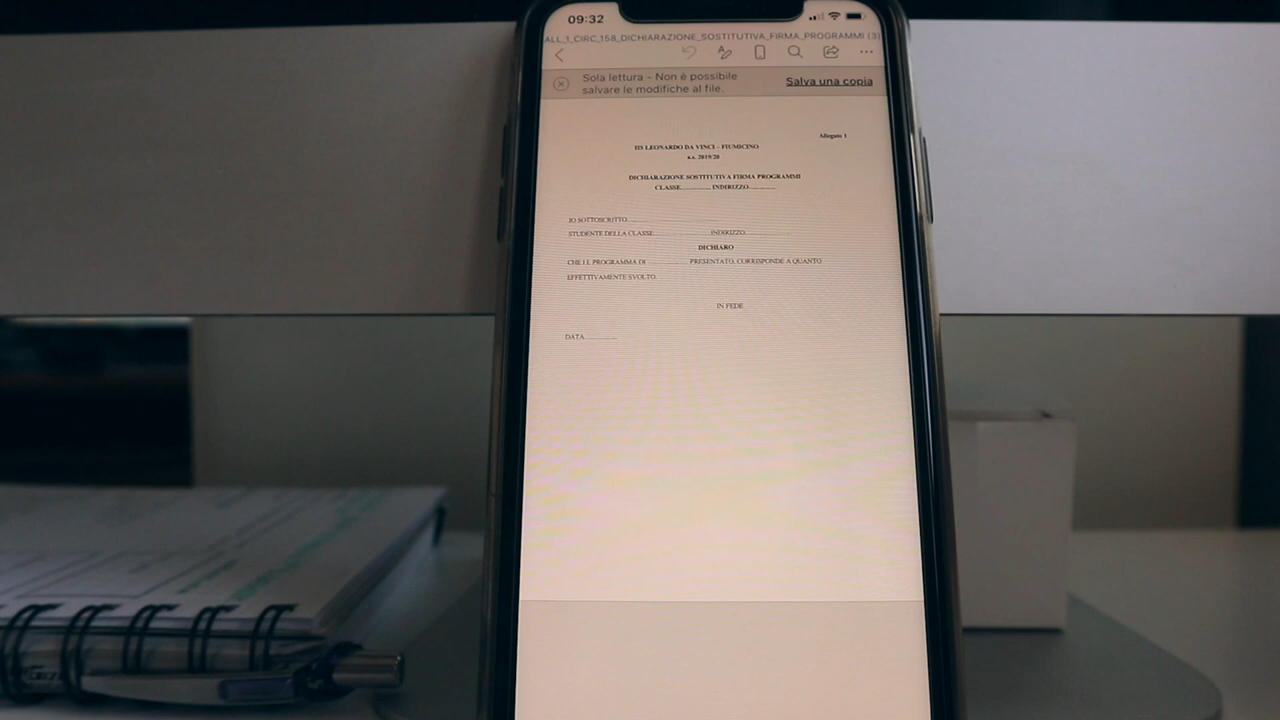 09:32
ALL_1_CIRC_158_DICHIARAZIONE_SOSTITUTIVA_FIRMA_PROGRAMMI (3)
Sola lettura - Non è possibile
salvare le modifiche al file.
Salva una copia
Allegato 1
IIS LEONARDO DA VINCI – FIUMICINO
a.s. 2019/20
DICHIARAZIONE SOSTITUTIVA FIRMA PROGRAMMI
CLASSE............... INDIRIZZO.............
IO SOTTOSCRITTO..............................
STUDENTE DELLA CLASSE.................... INDIRIZZO....................
DICHIARO
CHE I L PROGRAMMA DI PRESENTATO, CORRISPONDE A QUANTO
EFFETTIVAMENTE SVOLTO.
IN FEDE
DATA................